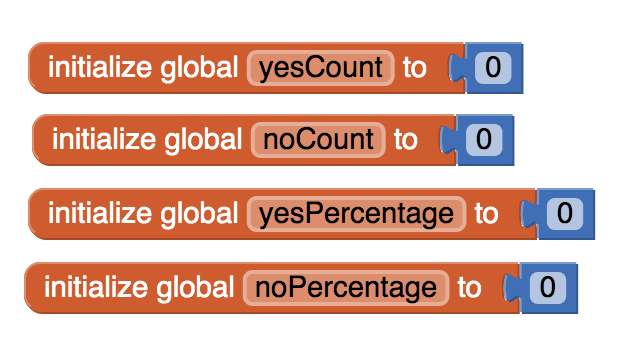 initialize global yesCount to 0
initialize global noCount to 0
initialize global yesPercentage to 0
initialize global noPercentage to 0